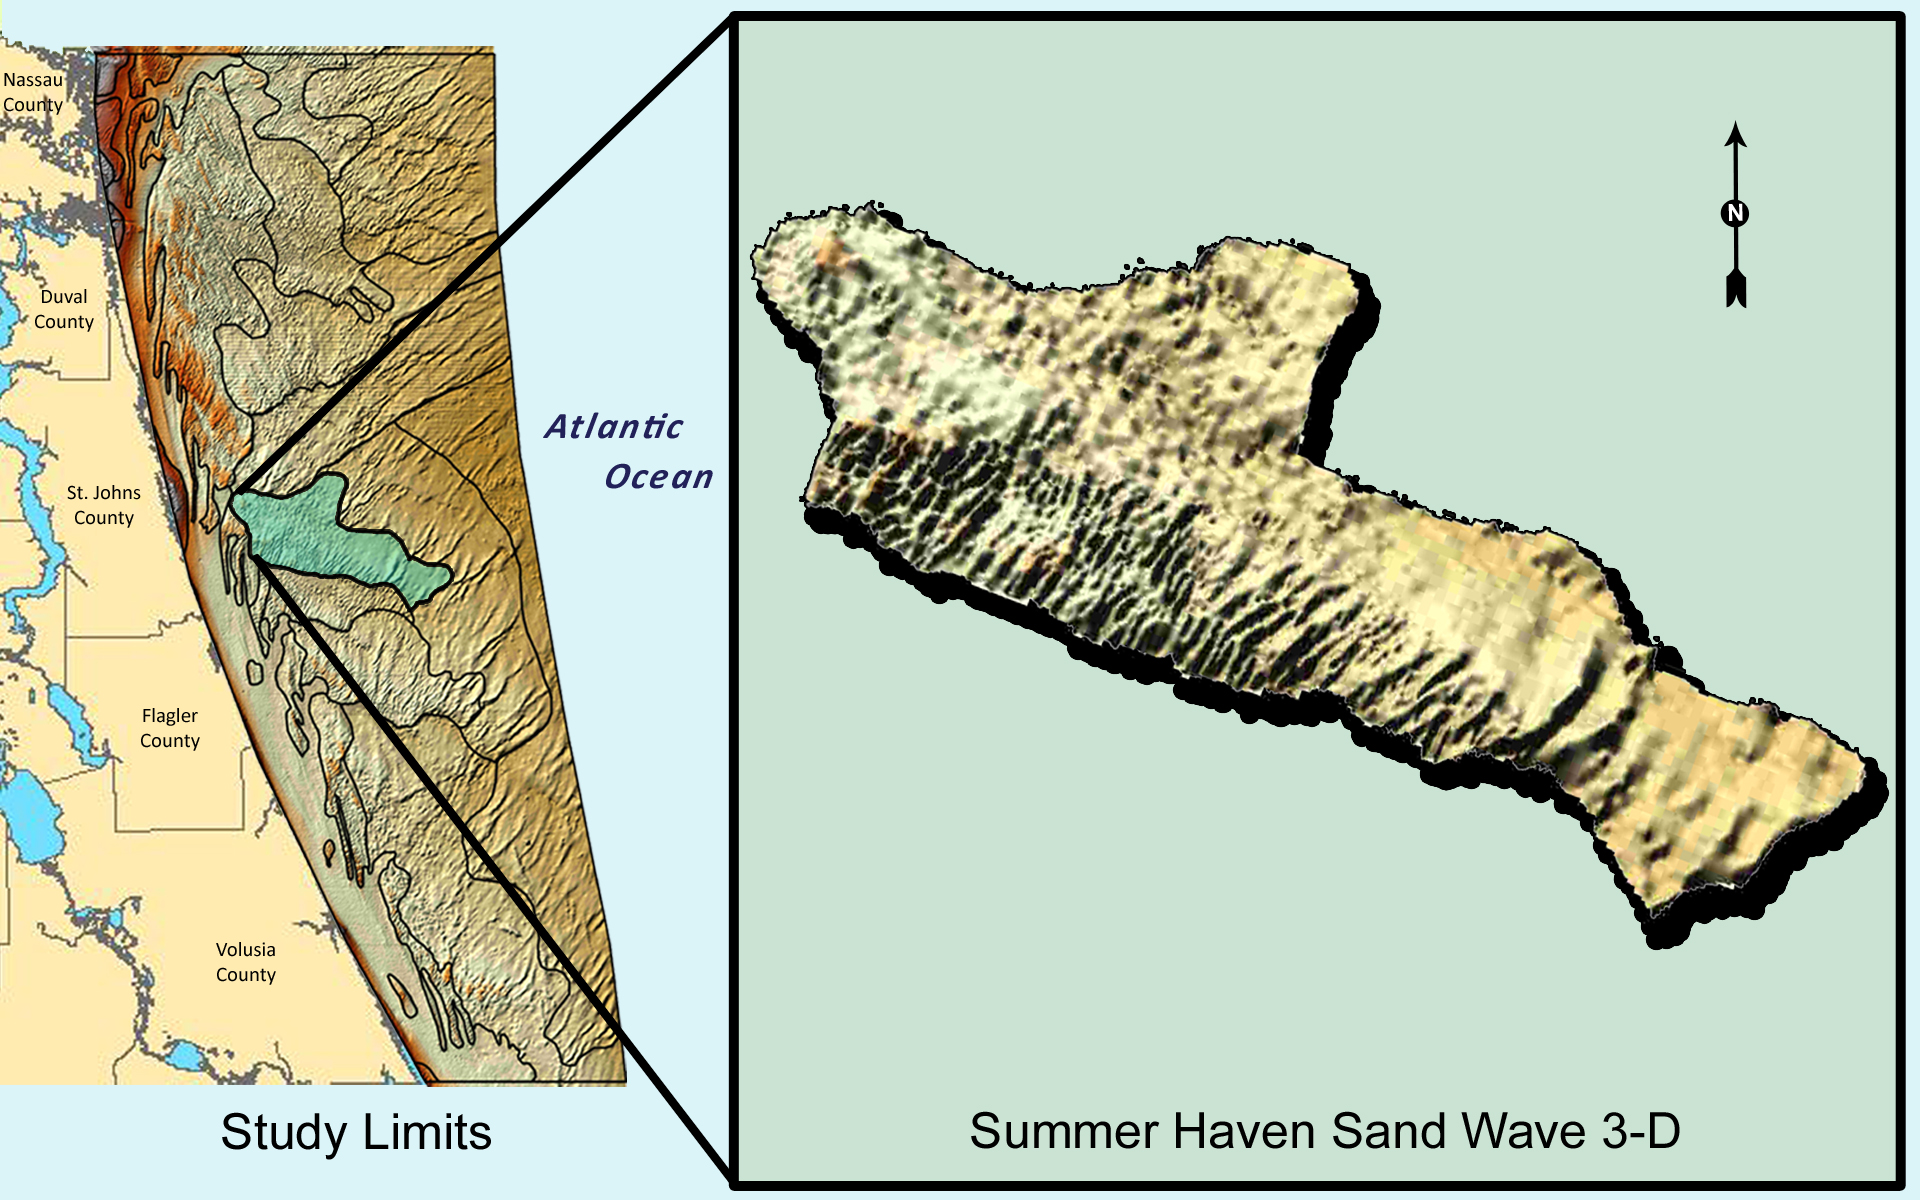 Nassau
County
Duval
County
St. Johns
County
Flagler
County
Volusia
County
Atlantic
Ocean
Study Limits
N
Summer Haven Sand Wave 3-D